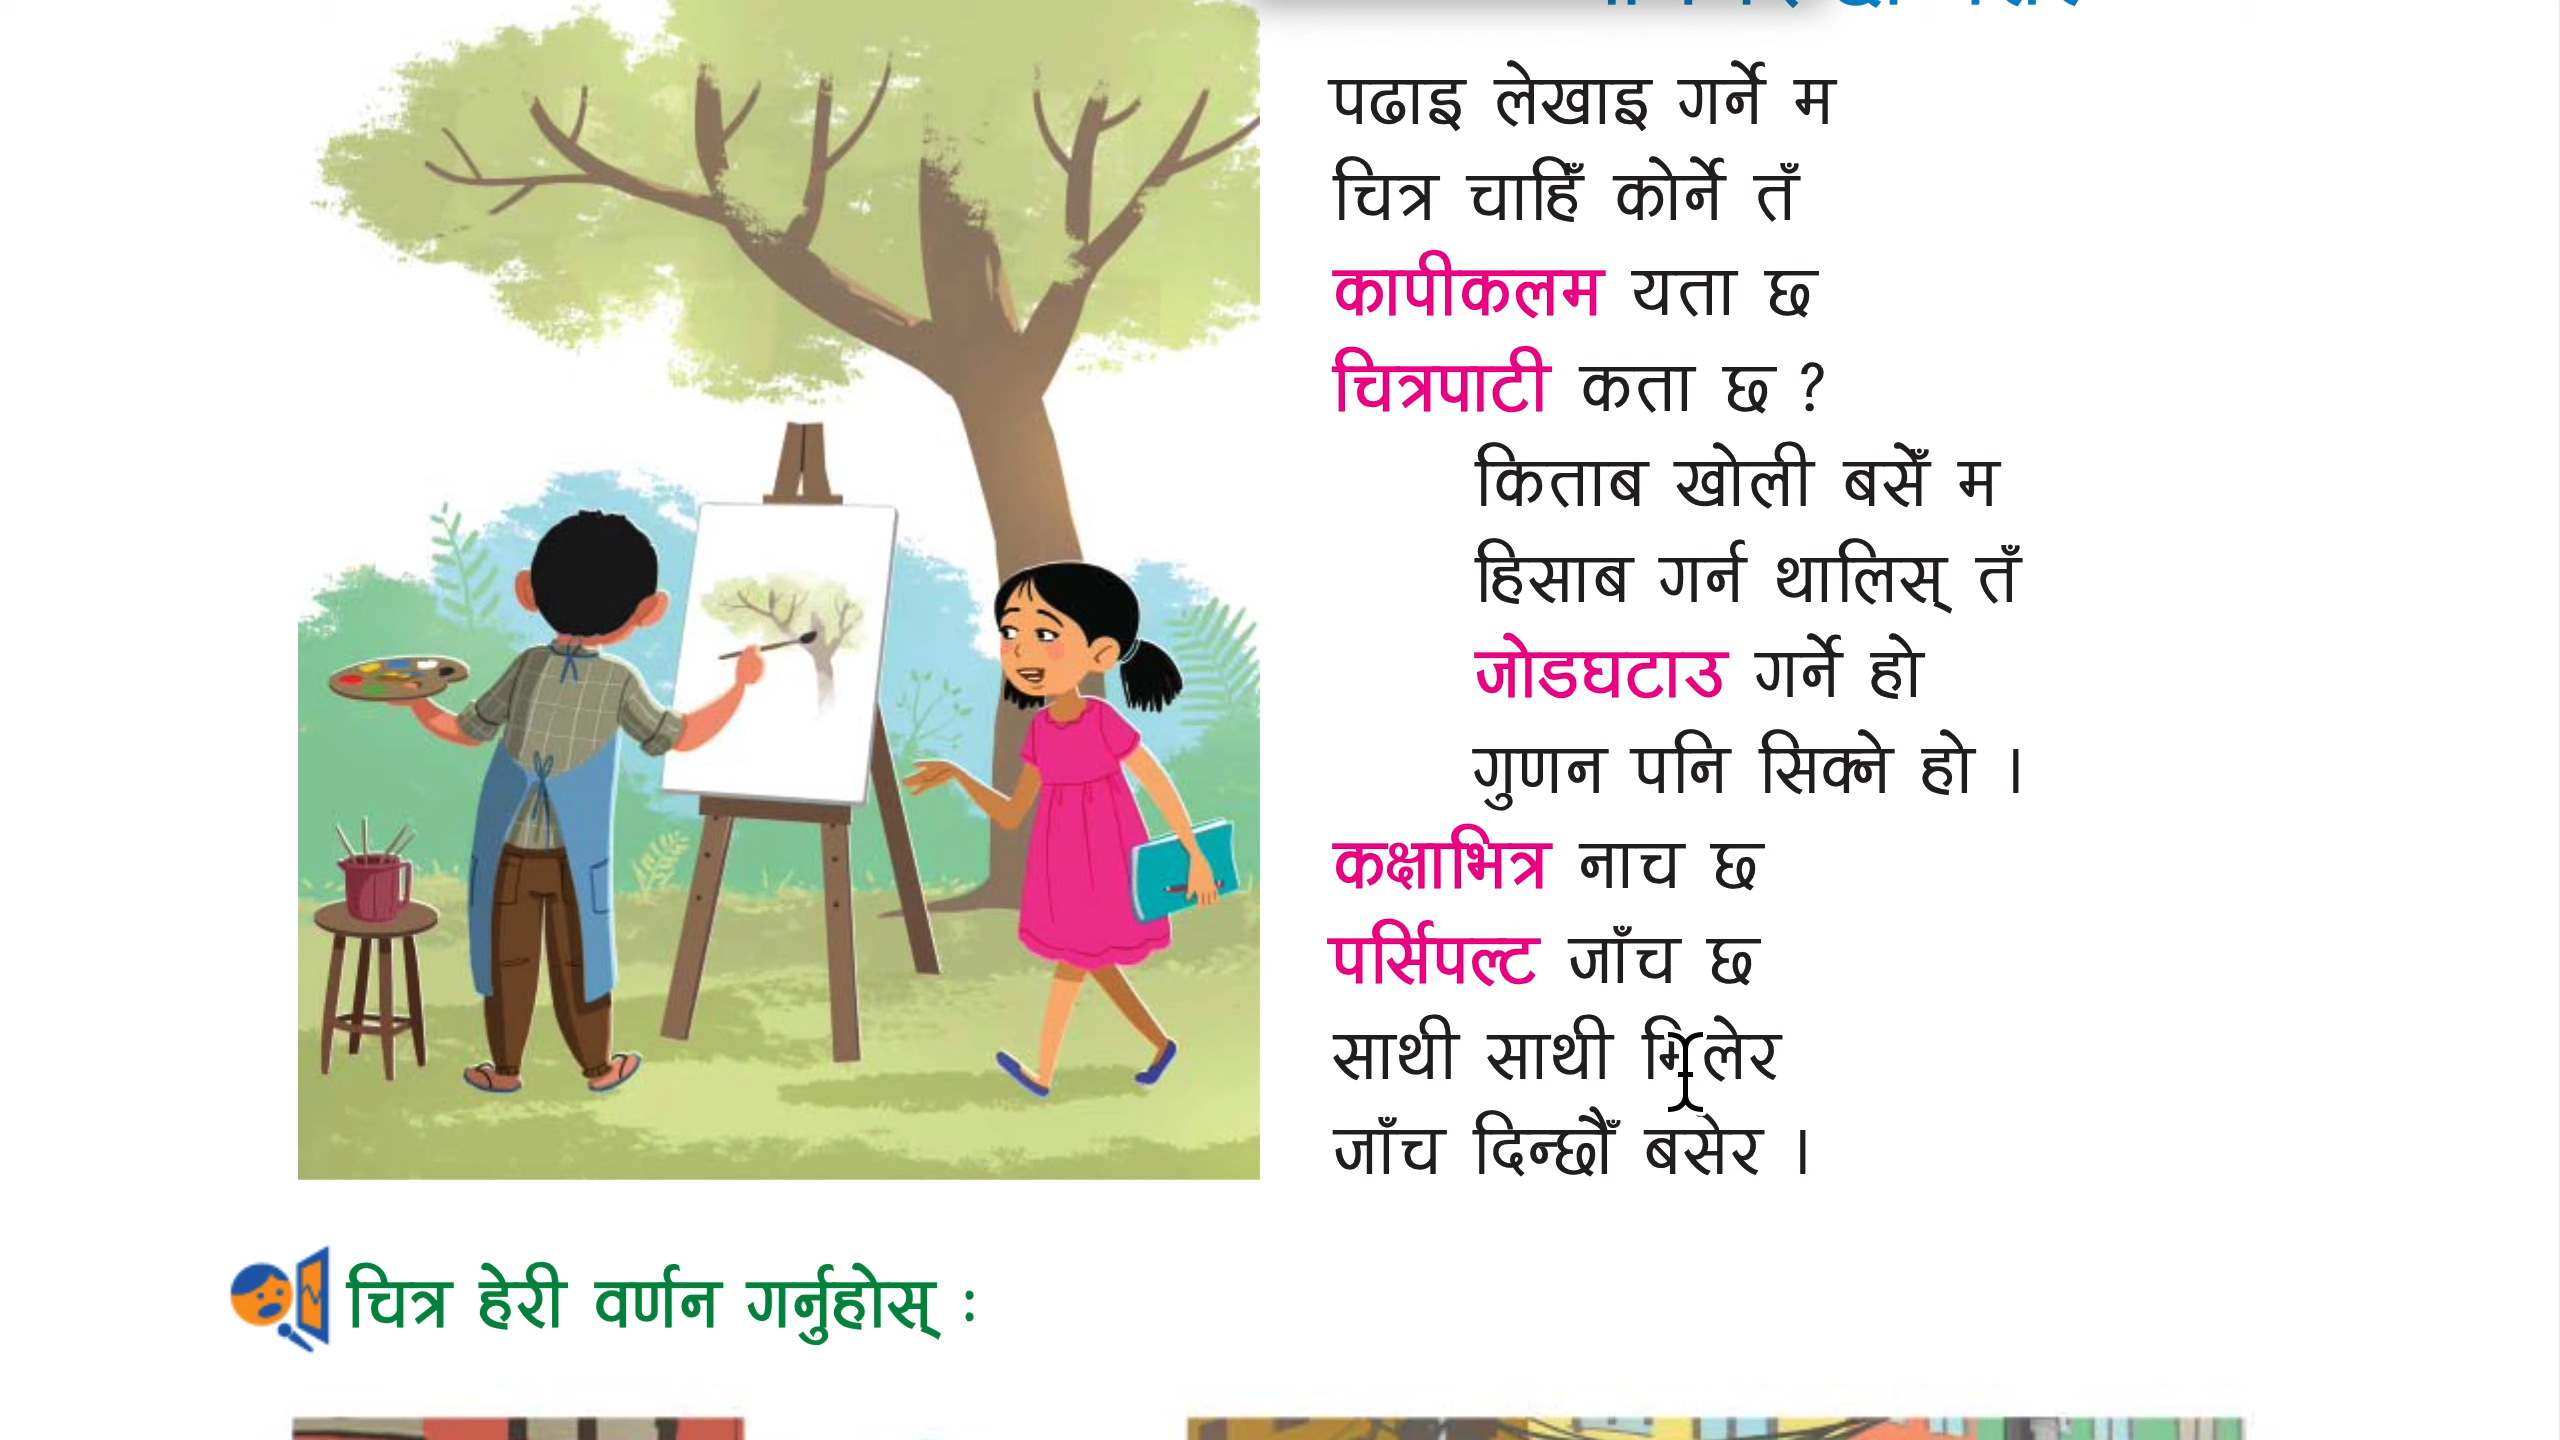 पढाइ लेखाइ गर्ने म
चित्र चाहिँ कोर्ने तँ
कापीकलम यता छ
चित्रपाटी कता छ ?
किताब खोली बसेँ म
हिसाब गर्न थालिस् तँ
जोडघटाउ गर्ने हो
गुणन पनि सिक्ने हो ।
कक्षाभित्र नाच छ
पर्सिपल्ट जाँच छ
साथी साथी मिलेर
जाँच दिन्छौँ बसेर ।
चित्र हेरी वर्णन गर्नुहोस् :